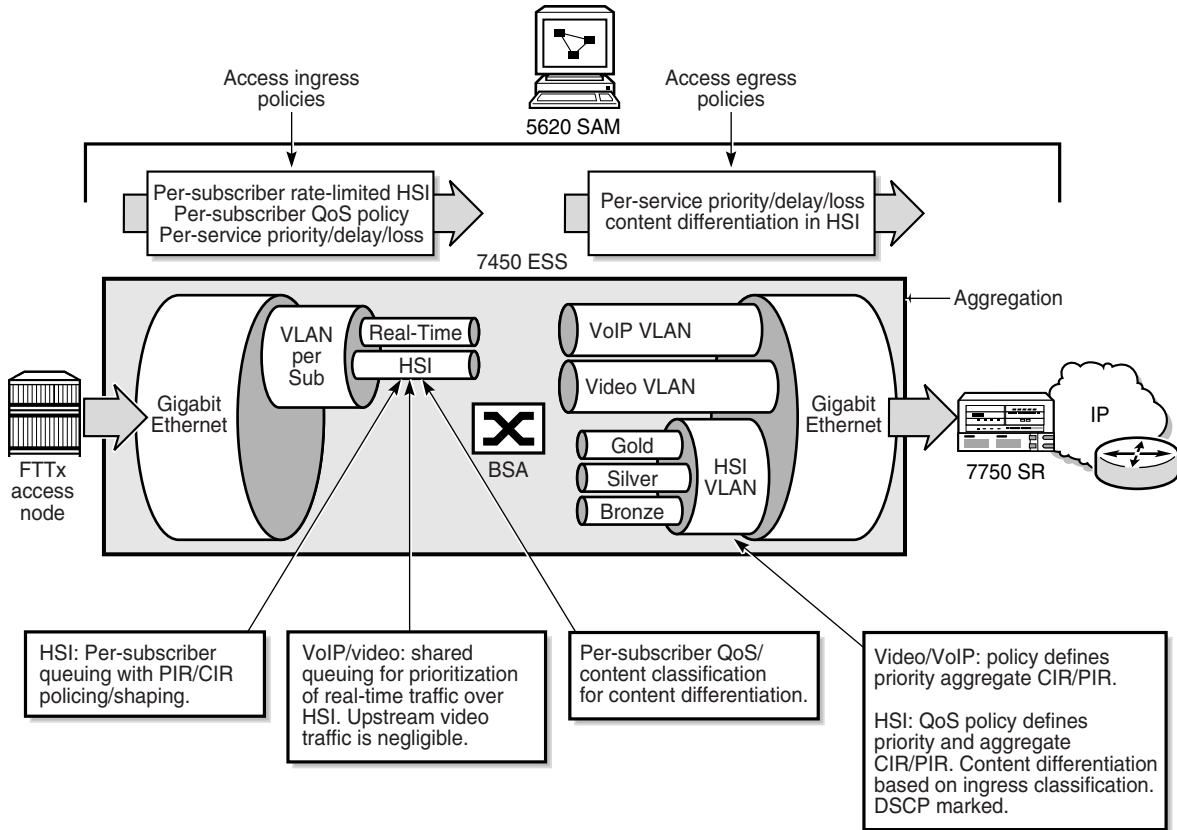 Access ingress
policies
Access egress
policies
5620 SAM
Per-subscriber rate-limited HSI
Per-subscriber QoS policy
Per-service priority/delay/loss
Per-service priority/delay/loss
content differentiation in HSI
7450 ESS
Aggregation
Gigabit
Ethernet
VLAN
per
Sub
Real-Time
HSI
BSA
VoIP VLAN
Video VLAN
Gold
Silver
Bronze
HSI
VLAN
Gigabit
Ethernet
FTTx
access
node
7750 SR
IP
HSI: Per-subscriber
queuing with PIR/CIR
policing/shaping.
VoIP/video: shared
queuing for prioritization
of real-time traffic over
HSI. Upstream video
traffic is negligible.
Per-subscriber QoS/
content classification
for content differentiation.
Video/VoIP: policy defines
priority aggregate CIR/PIR.
HSI: QoS policy defines
priority and aggregate
CIR/PIR. Content differentiation
based on ingress classification.
DSCP marked.